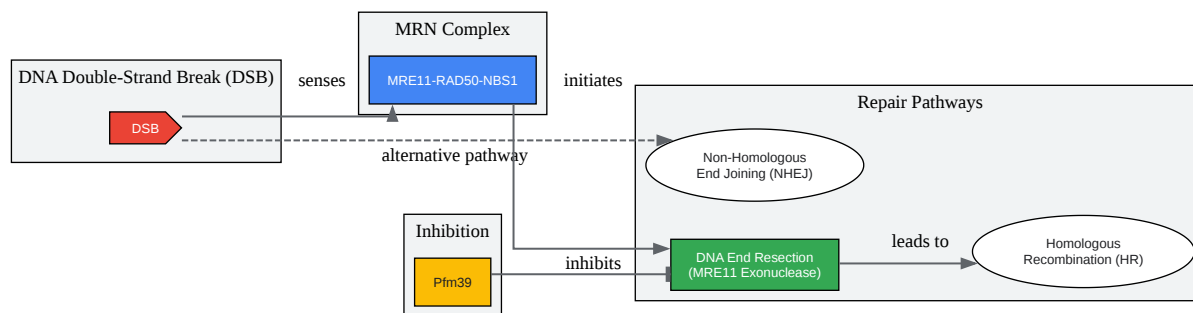 MRN Complex
MRE11-RAD50-NBS1
DNA Double-Strand Break (DSB)
DSB
senses
initiates
Repair Pathways
alternative pathway
Non-Homologous
End Joining (NHEJ)
Inhibition
Pfm39
inhibits
DNA End Resection
(MRE11 Exonuclease)
leads to
Homologous
Recombination (HR)